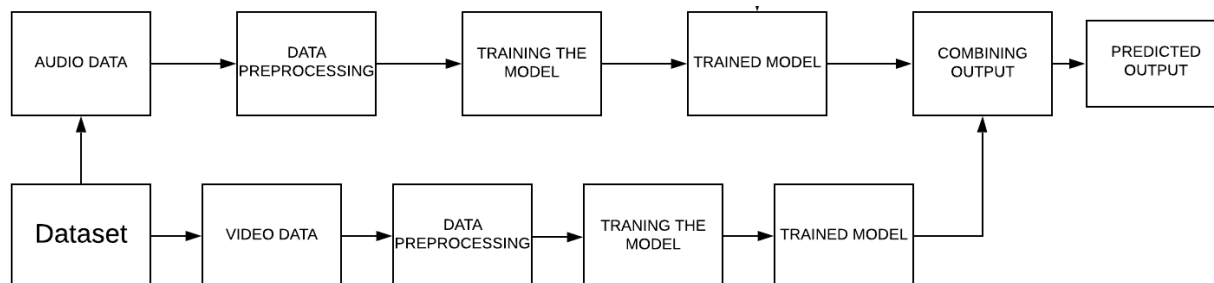 AUDIO DATA
DATA
PREPROCESSING
TRAINING THE
MODEL
TRAINED MODEL
COMBINING
OUTPUT
PREDICTED
OUTPUT
Dataset
VIDEO DATA
DATA
PREPROCESSING
TRANING THE
MODEL
TRAINED MODEL